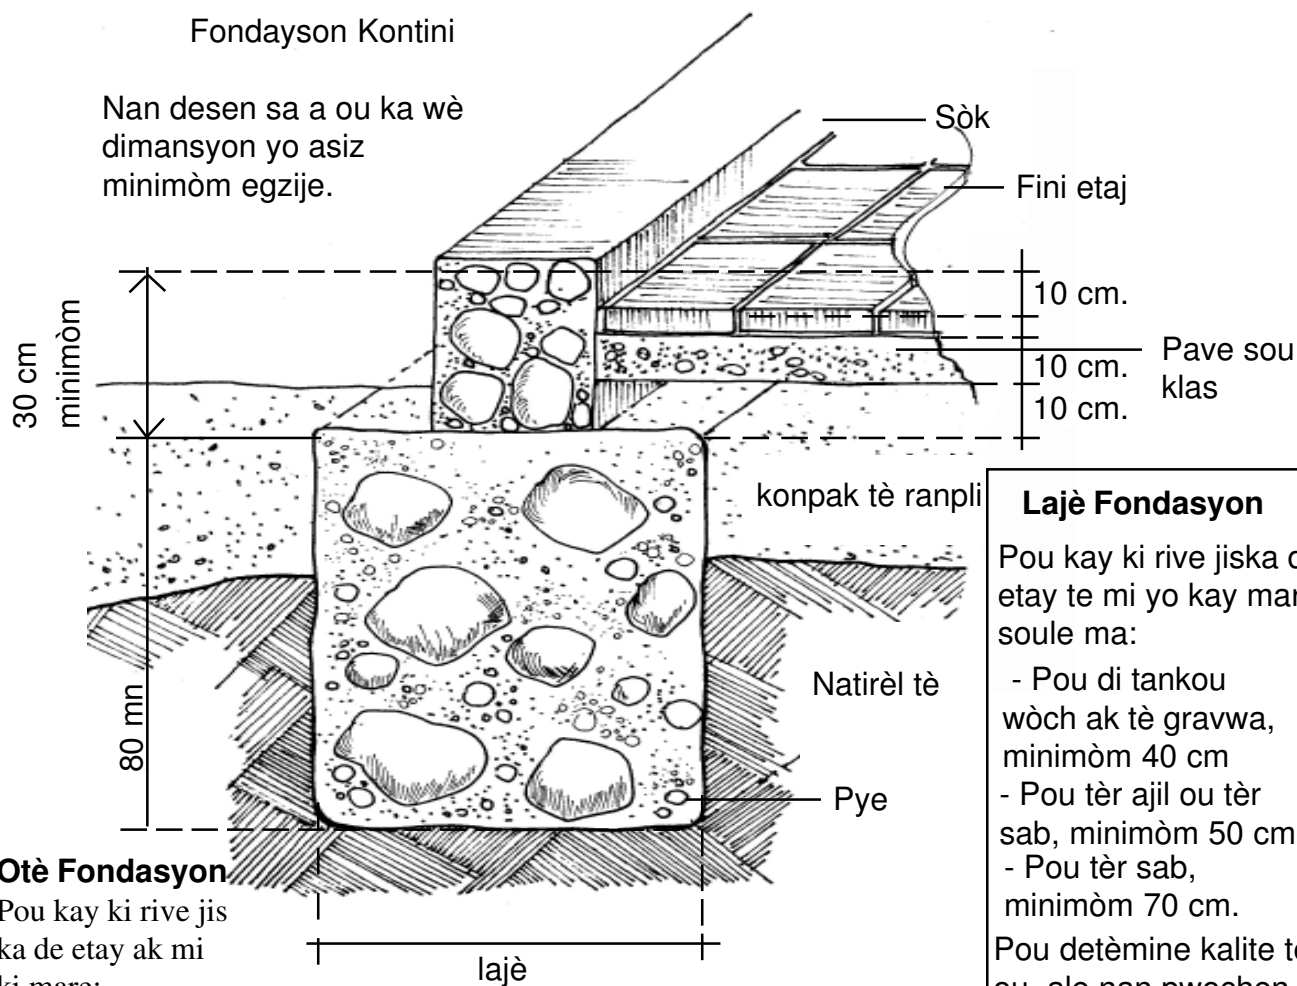 Fondayson Kontini
Nan desen sa a ou ka wè
dimansyon yo asiz
minimòm egzije.
Sòk
Fini etaj
10 cm.
Pave sou
klas
10 cm.
10 cm.
30 cm
minimòm
konpak tè ranpli
Natirèl tè
80 mn
Pye
lajè
Otè Fondasyon
Pou kay ki rive jis
ka de etay ak mi
ki mare:
Lajè Fondasyon
Pou kay ki rive jiska
etay te mi yo kay
soule ma:
- Pou di tankou
wòch ak tè gravwa,
minimòm 40 cm
- Pou tèr ajil ou tèr
sab, minimòm 50 cm
- Pou tèr sab,
minimòm 70 cm.
Pou detèmine kalite
ou, ale nan pwochen